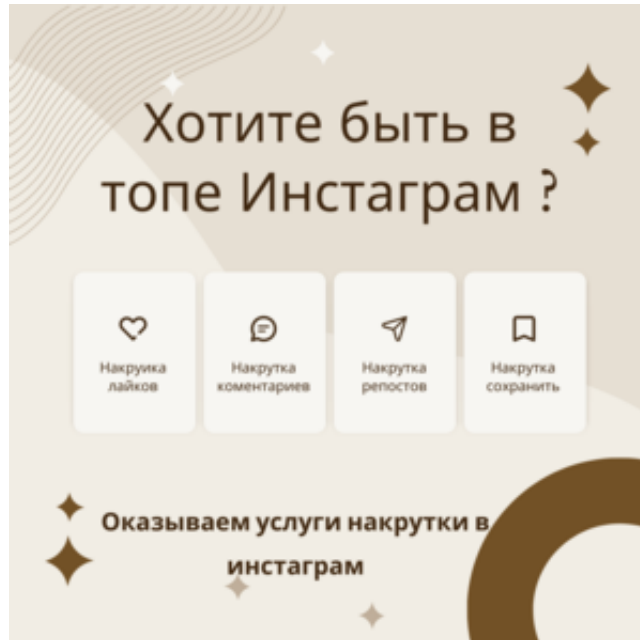 Хотите быть в
топе Инстаграм ?
Накруика
лайков
Накрутка
коментариев
Накрутка
репостов
Накрутка
сохранить
Оказываем услуги накрутки в
инстаграм